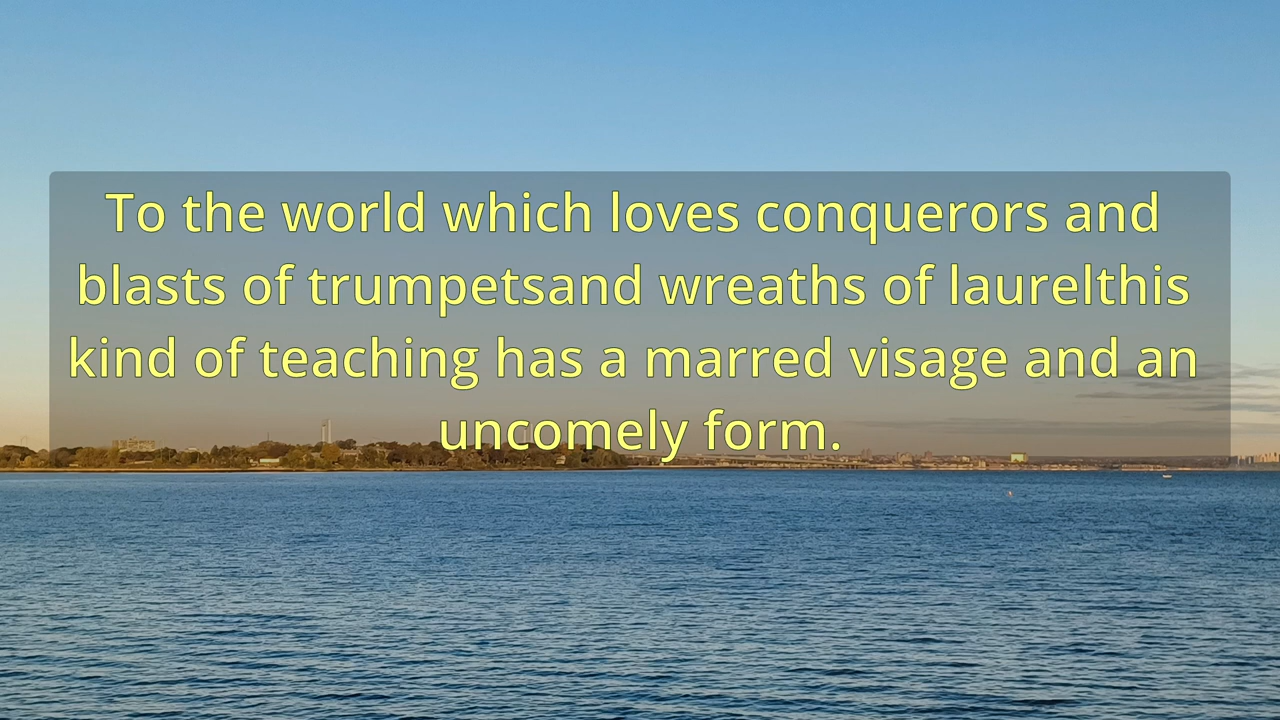 To the world which loves conquerors and
blasts of trumpetsand wreaths of laurelthis
kind of teaching has a marred visage and an
uncomely form.